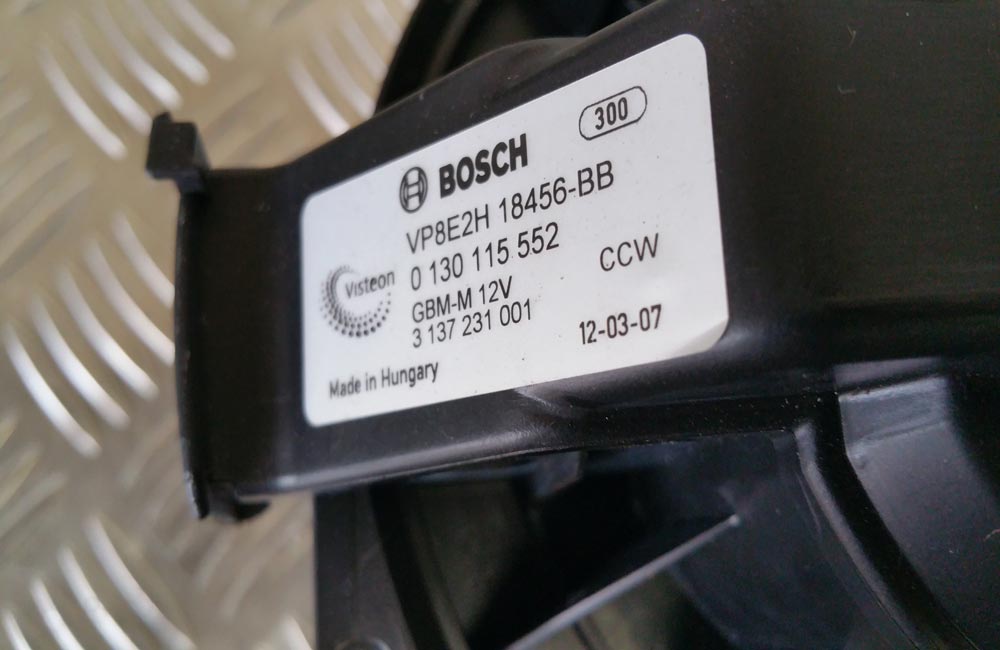 300
BOSCH
VP8E2H 18456-BB
0 130 115 552
CCW
Visteon
GBM-M 12V
3 137 231 001
12-03-07
Made in Hungary